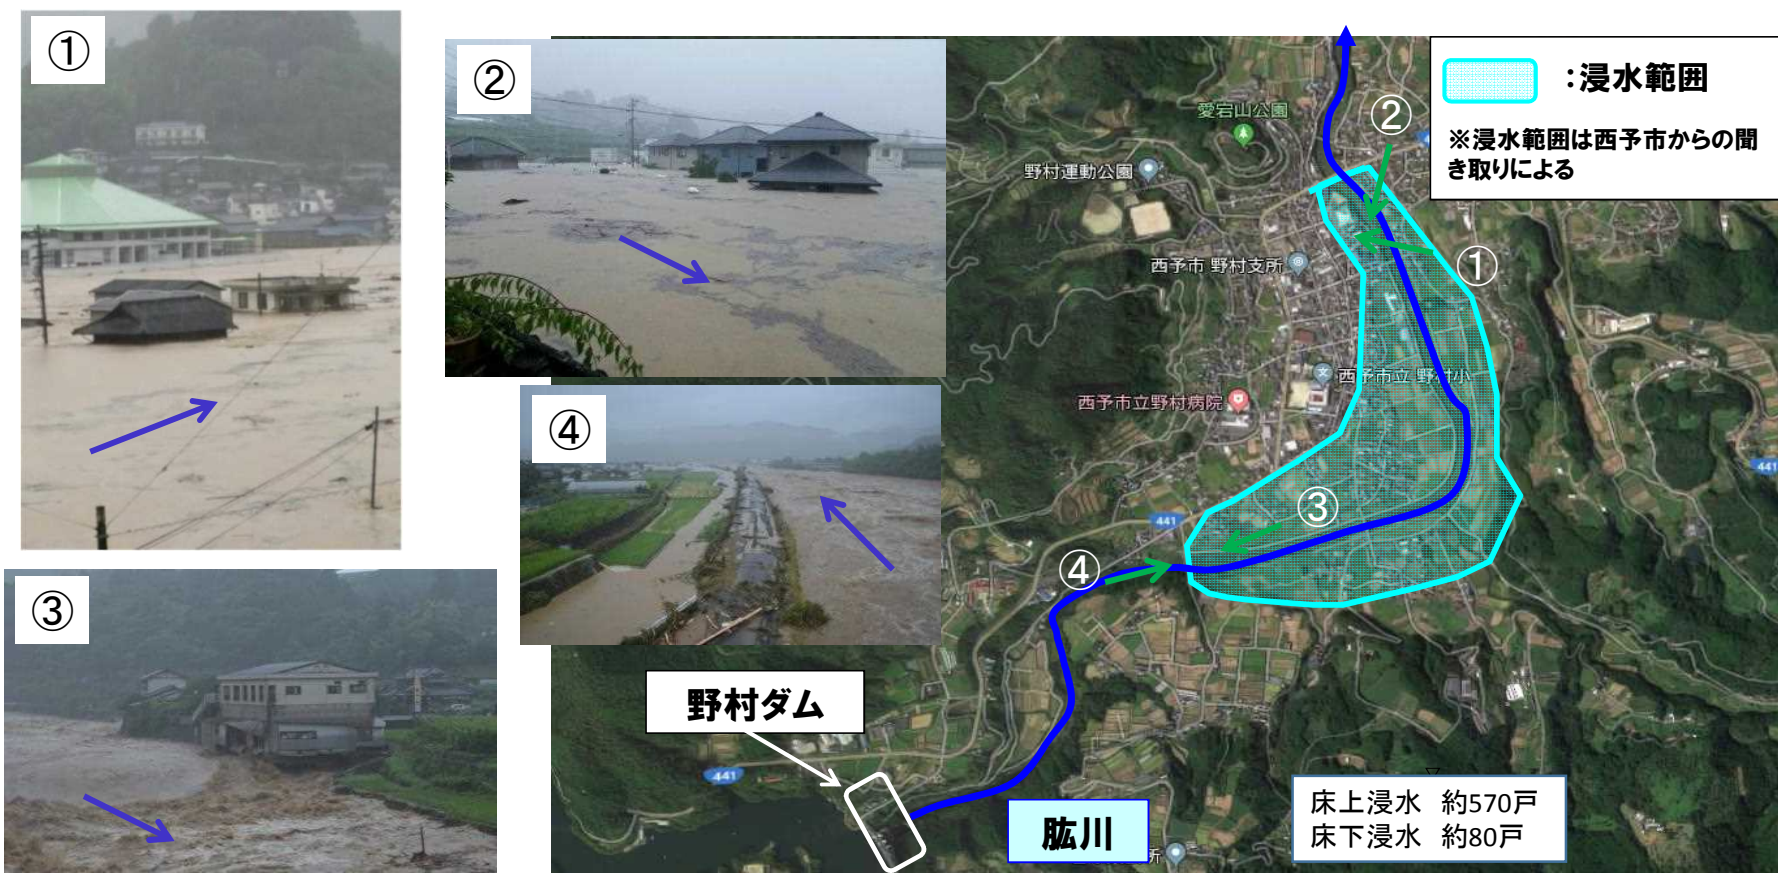 ①
②
④
③
:浸水範囲
※浸水範囲は西予市からの聞
き取りによる
愛宕山公園
②
野村運動公園
西予市 野村支所
①
西予市立 野村小
西予市立野村病院
441
441
③
④
野村ダム
441
肱川
所
床上浸水 約570戸
床下浸水 約80戸